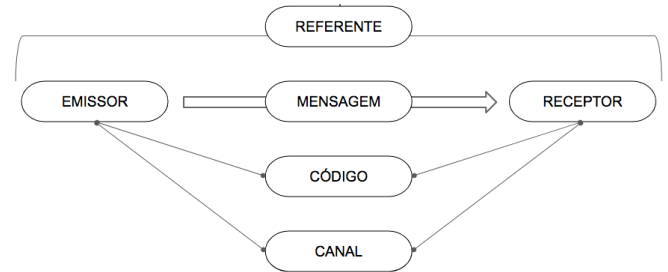 REFERENTE
EMISSOR
MENSAGEM
RECEPTOR
CÓDIGO
CANAL